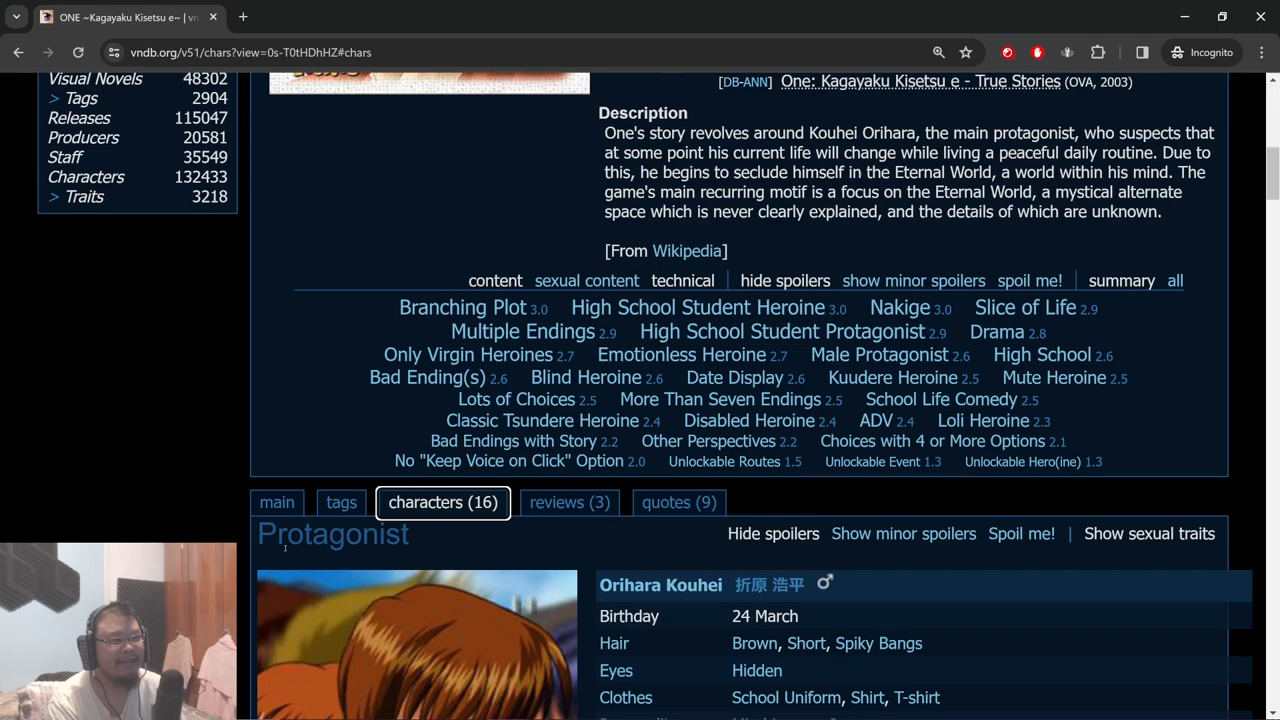 ONE ~Kagayaku Kisetsu e~ | vn
vndb.org/v51/chars?view=0s-T0tHDhHZ#chars
Incognito
Visual Novels 48302
> Tags 2904
Releases 115047
Producers 20581
Staff 35549
Characters 132433
> Traits 3218
[DB-ANN] One: Kagayaku Kisetsu e - True Stories (OVA, 2003)
Description
One's story revolves around Kouhei Orihara, the main protagonist, who suspects that
at some point his current life will change while living a peaceful daily routine. Due to
this, he begins to seclude himself in the Eternal World, a world within his mind. The
game's main recurring motif is a focus on the Eternal World, a mystical alternate
space which is never clearly explained, and the details of which are unknown.
[From Wikipedia]
content sexual content technical | hide spoilers show minor spoilers spoil me! | summary all
Branching Plot 3.0 High School Student Heroine 3.0 Nakige 3.0 Slice of Life 2.9
Multiple Endings 2.9 High School Student Protagonist 2.9 Drama 2.8
Only Virgin Heroines 2.7 Emotionless Heroine 2.7 Male Protagonist 2.6 High School 2.6
Bad Ending(s) 2.6 Blind Heroine 2.6 Date Display 2.6 Kuudere Heroine 2.5 Mute Heroine 2.5
Lots of Choices 2.5 More Than Seven Endings 2.5 School Life Comedy 2.5
Classic Tsundere Heroine 2.4 Disabled Heroine 2.4 ADV 2.4 Loli Heroine 2.3
Bad Endings with Story 2.2 Other Perspectives 2.2 Choices with 4 or More Options 2.1
No "Keep Voice on Click" Option 2.0 Unlockable Routes 1.5 Unlockable Event 1.3 Unlockable Hero(ine) 1.3
main tags characters (16) reviews (3) quotes (9)
Protagonist Hide spoilers Show minor spoilers Spoil me! | Show sexual traits
Orihara Kouhei 折原 浩平 ♂
Birthday 24 March
Hair Brown, Short, Spiky Bangs
Eyes Hidden
Clothes School Uniform, Shirt, T-shirt